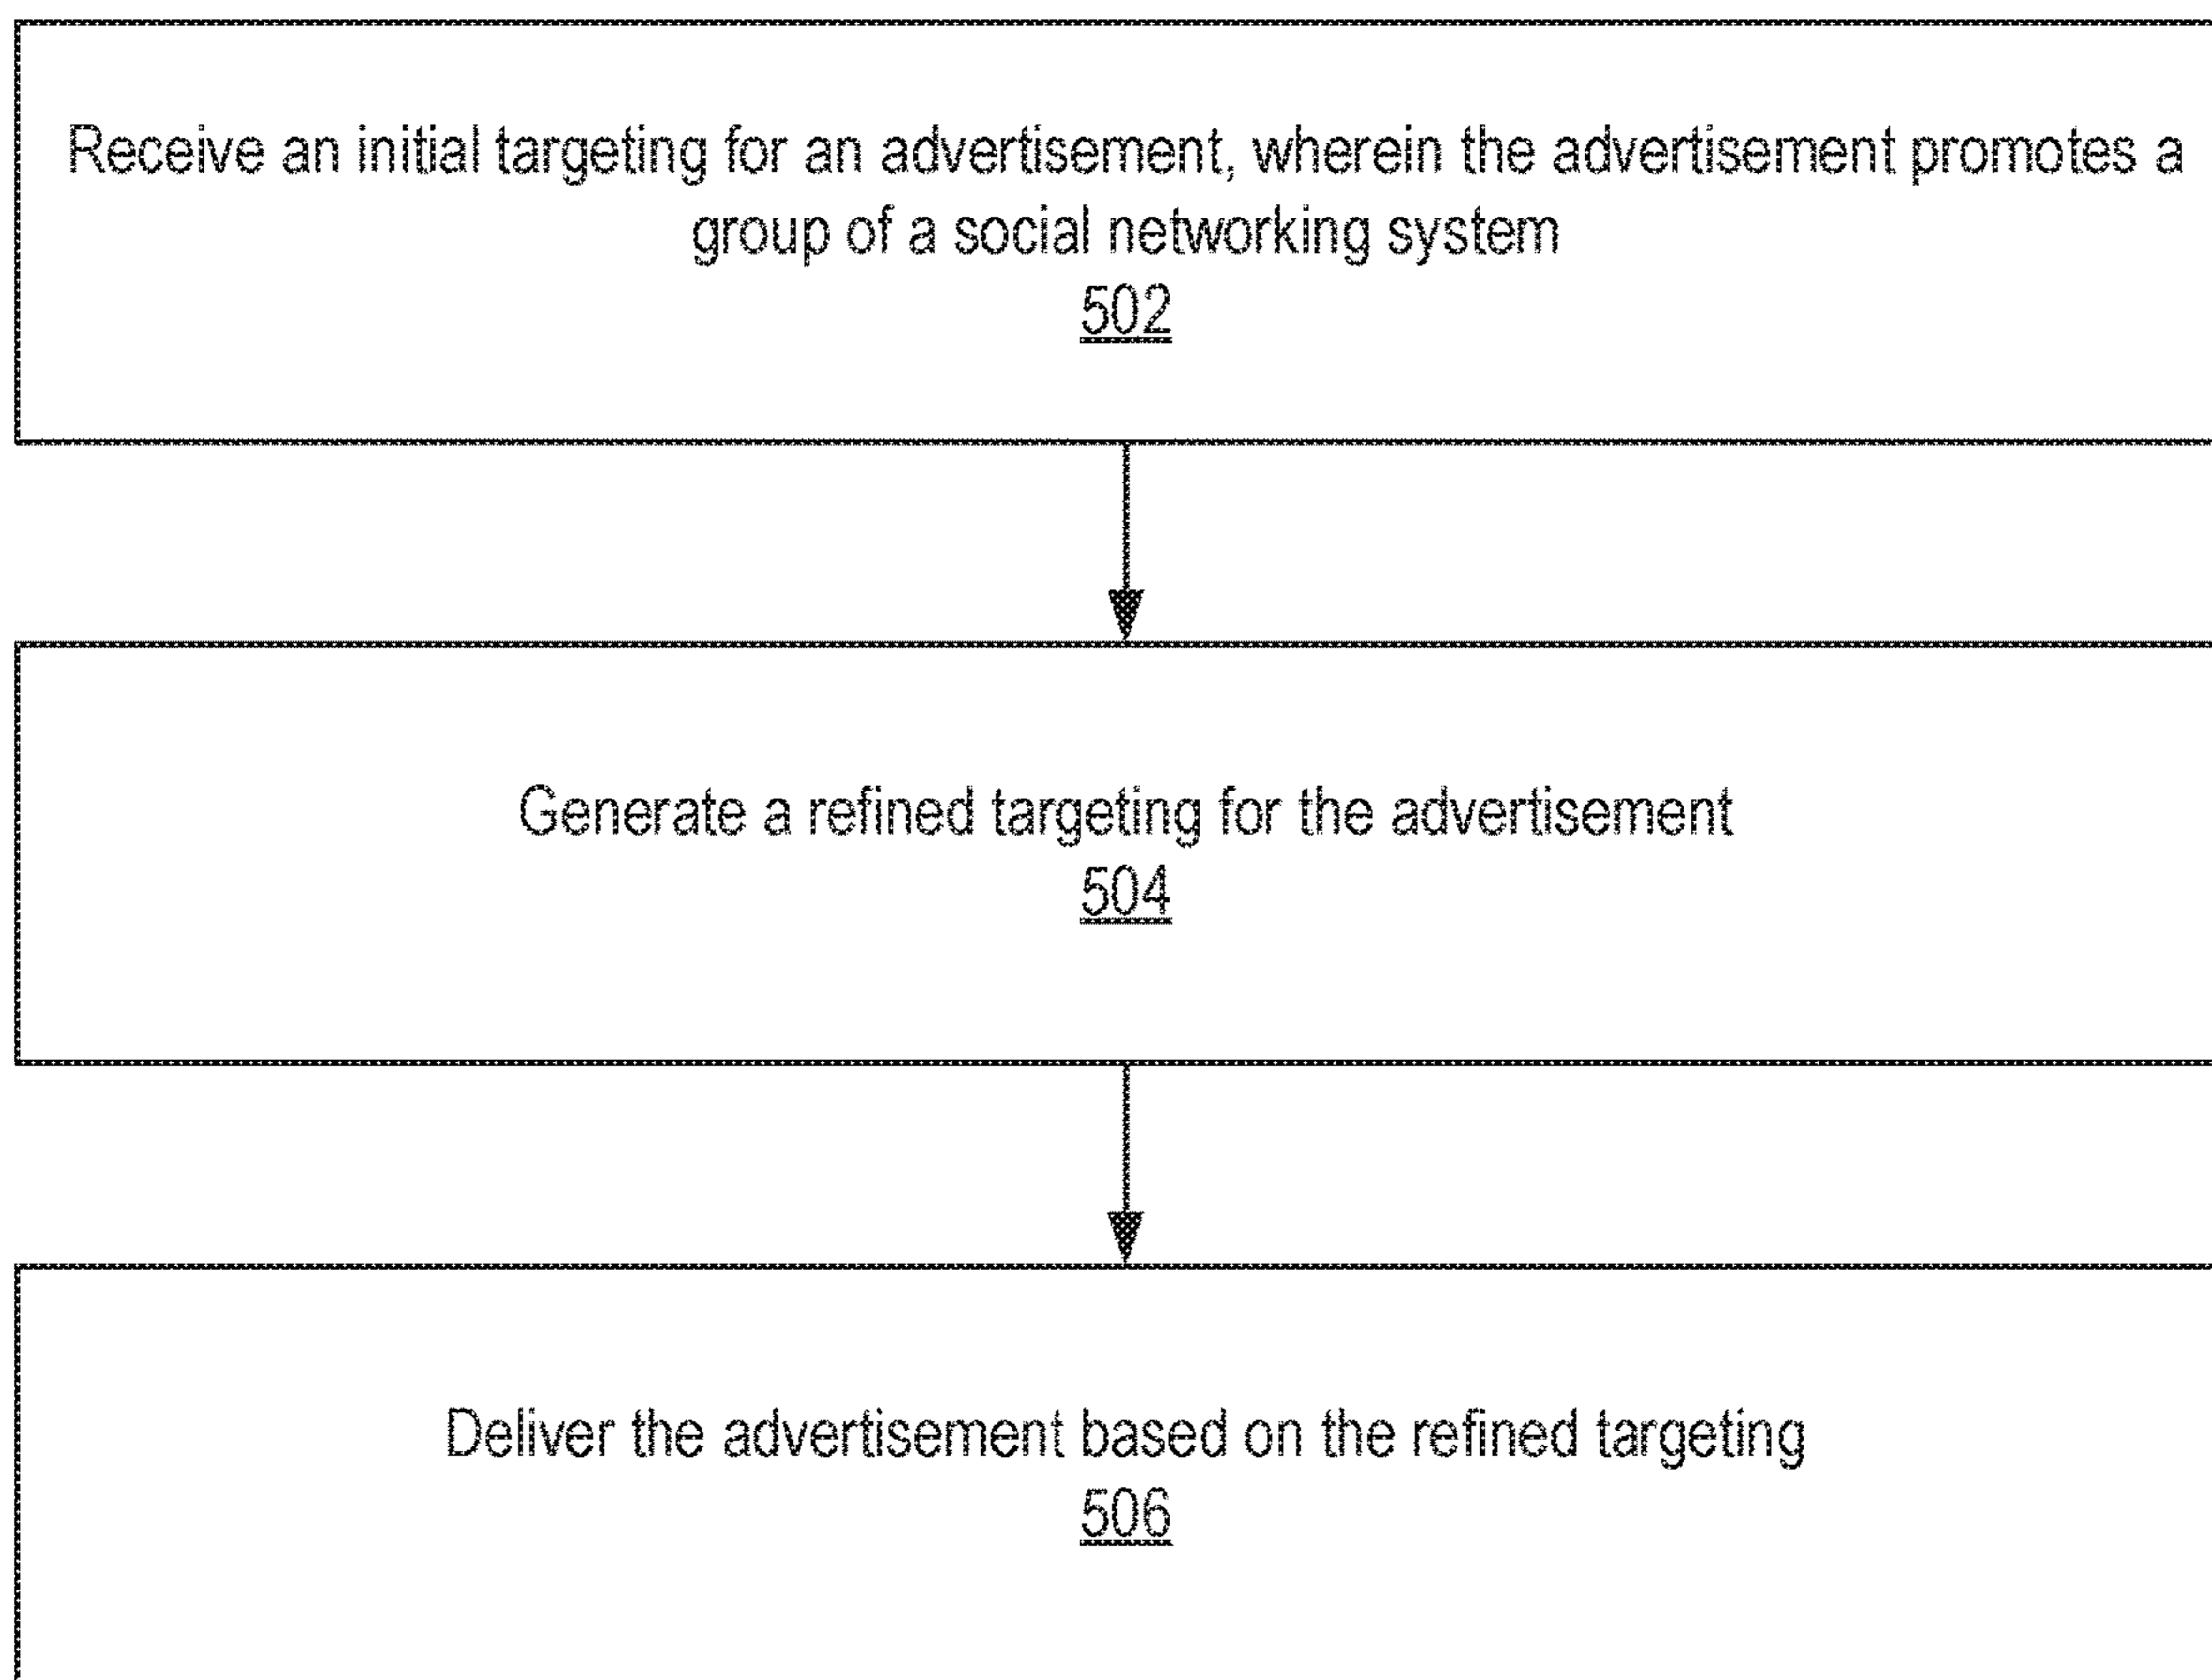 Receive an initial targeting for an advertisement, wherein the advertisement promotes a
group of a social networking system
502
Generate a refined targeting for the advertisement
504
Deliver the advertisement based on the refined targeting
506